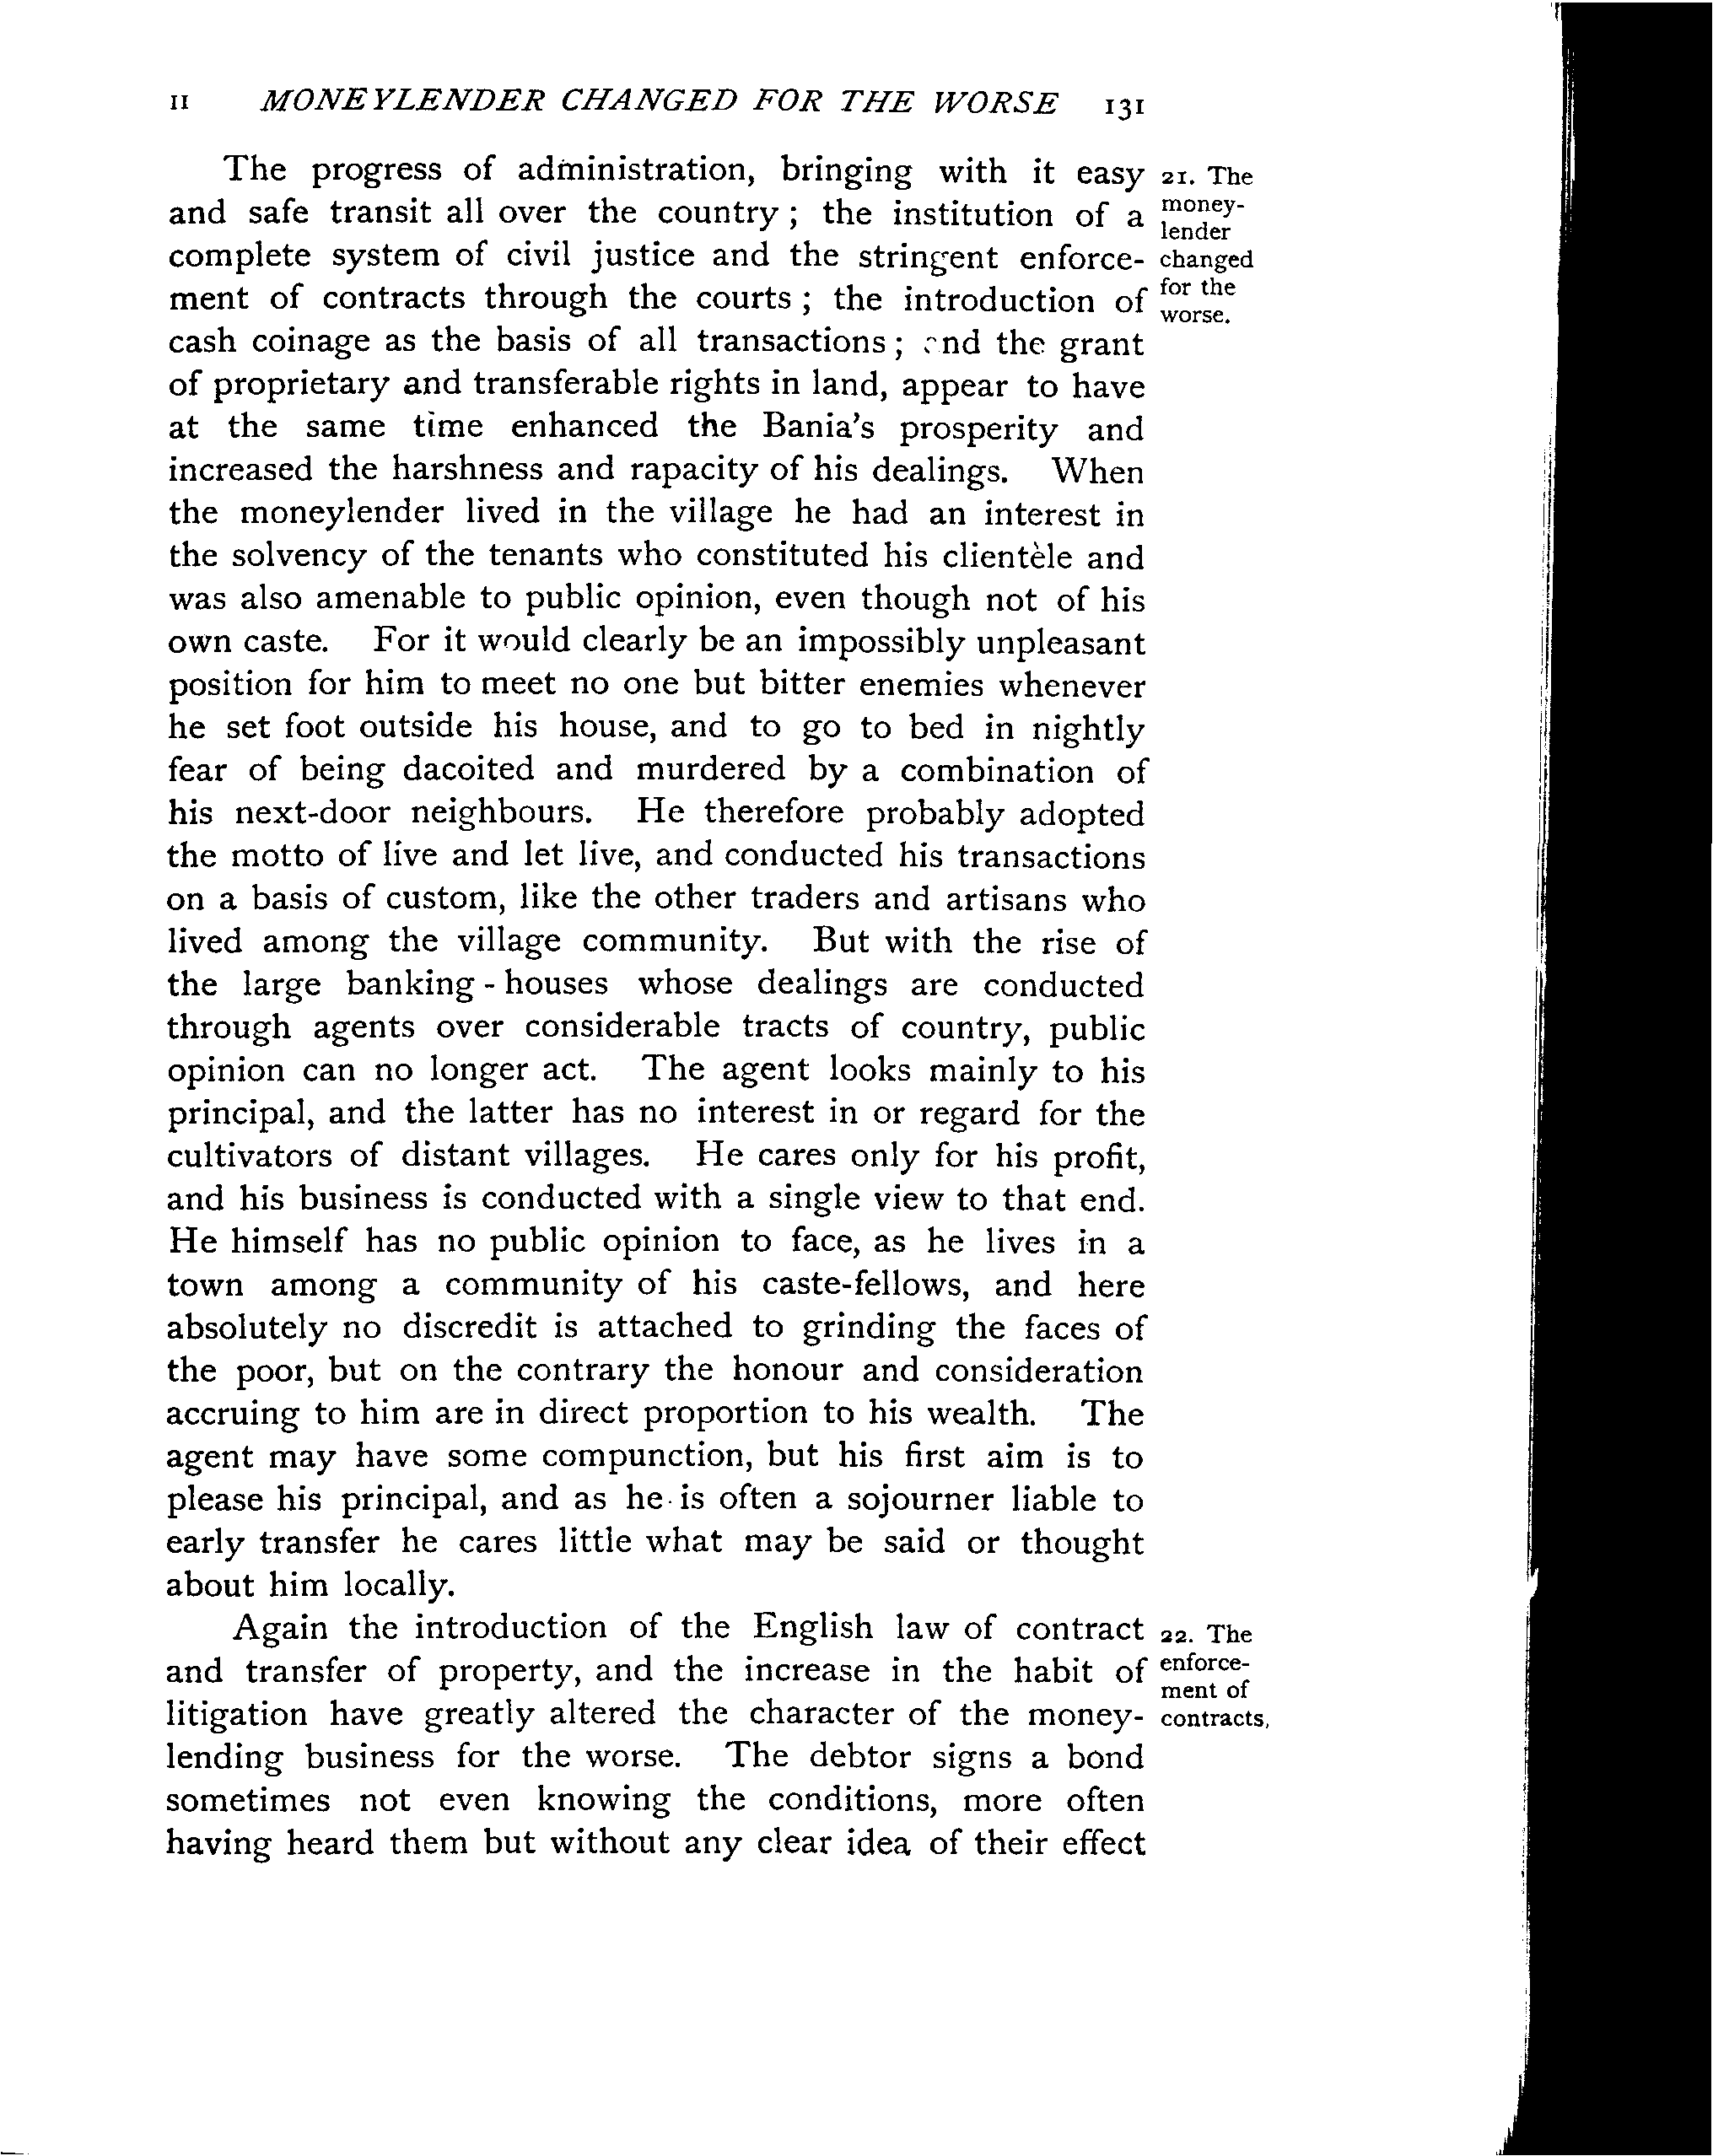 II MONEYLENDER CHANGED FOR THE WORSE 131
The progress of administration, bringing with it easy
and safe transit all over the country; the institution of a
complete system of civil justice and the stringent enforce-
ment of contracts through the courts; the introduction of
cash coinage as the basis of all transactions; and the grant
of proprietary and transferable rights in land, appear to have
at the same time enhanced the Bania's prosperity and
increased the harshness and rapacity of his dealings. When
the moneylender lived in the village he had an interest in
the solvency of the tenants who constituted his clientèle and
was also amenable to public opinion, even though not of his
own caste. For it would clearly be an impossibly unpleasant
position for him to meet no one but bitter enemies whenever
he set foot outside his house, and to go to bed in nightly
fear of being dacoited and murdered by a combination of
his next-door neighbours. He therefore probably adopted
the motto of live and let live, and conducted his transactions
on a basis of custom, like the other traders and artisans who
lived among the village community. But with the rise of
the large banking-houses whose dealings are conducted
through agents over considerable tracts of country, public
opinion can no longer act. The agent looks mainly to his
principal, and the latter has no interest in or regard for the
cultivators of distant villages. He cares only for his profit,
and his business is conducted with a single view to that end.
He himself has no public opinion to face, as he lives in a
town among a community of his caste-fellows, and here
absolutely no discredit is attached to grinding the faces of
the poor, but on the contrary the honour and consideration
accruing to him are in direct proportion to his wealth. The
agent may have some compunction, but his first aim is to
please his principal, and as he is often a sojourner liable to
early transfer he cares little what may be said or thought
about him locally.
21. The
money-
lender
changed
for the
worse.
Again the introduction of the English law of contract
and transfer of property, and the increase in the habit of
litigation have greatly altered the character of the money-
lending business for the worse. The debtor signs a bond
sometimes not even knowing the conditions, more often
having heard them but without any clear idea of their effect
22. The
enforce-
ment of
contracts,